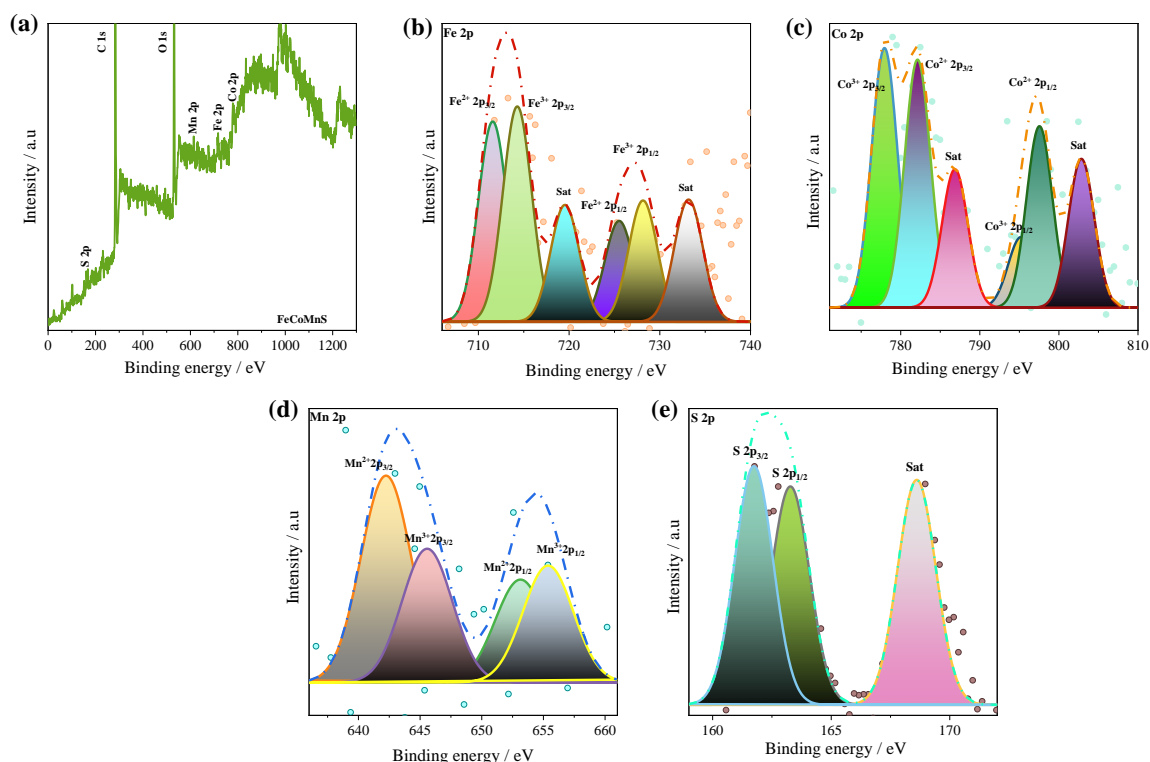 (a)
C 1s
O 1s
S 2p
Mn 2p
Fe 2p
Co 2p
FeCoMnS
Intensity / a.u
0 200 400 600 800 1000 1200
Binding energy / eV
(b)
Fe 2p
Fe²⁺ 2p₃/₂
Fe³⁺ 2p₃/₂
Sat
Fe²⁺ 2p₁/₂
Fe³⁺ 2p₁/₂
Sat
Intensity / a.u
710 720 730 740
Binding energy / eV
(c)
Co 2p
Co³⁺ 2p₃/₂
Co²⁺ 2p₃/₂
Sat
Co³⁺ 2p₁/₂
Co²⁺ 2p₁/₂
Sat
Intensity / a.u
780 790 800 810
Binding energy / eV
(d)
Mn 2p
Mn²⁺2p₃/₂
Mn³⁺2p₃/₂
Mn²⁺2p₁/₂
Mn³⁺2p₁/₂
Intensity / a.u
640 645 650 655 660
Binding energy / eV
(e)
S 2p
S 2p₃/₂
S 2p₁/₂
Sat
Intensity / a.u
160 165 170
Binding energy / eV